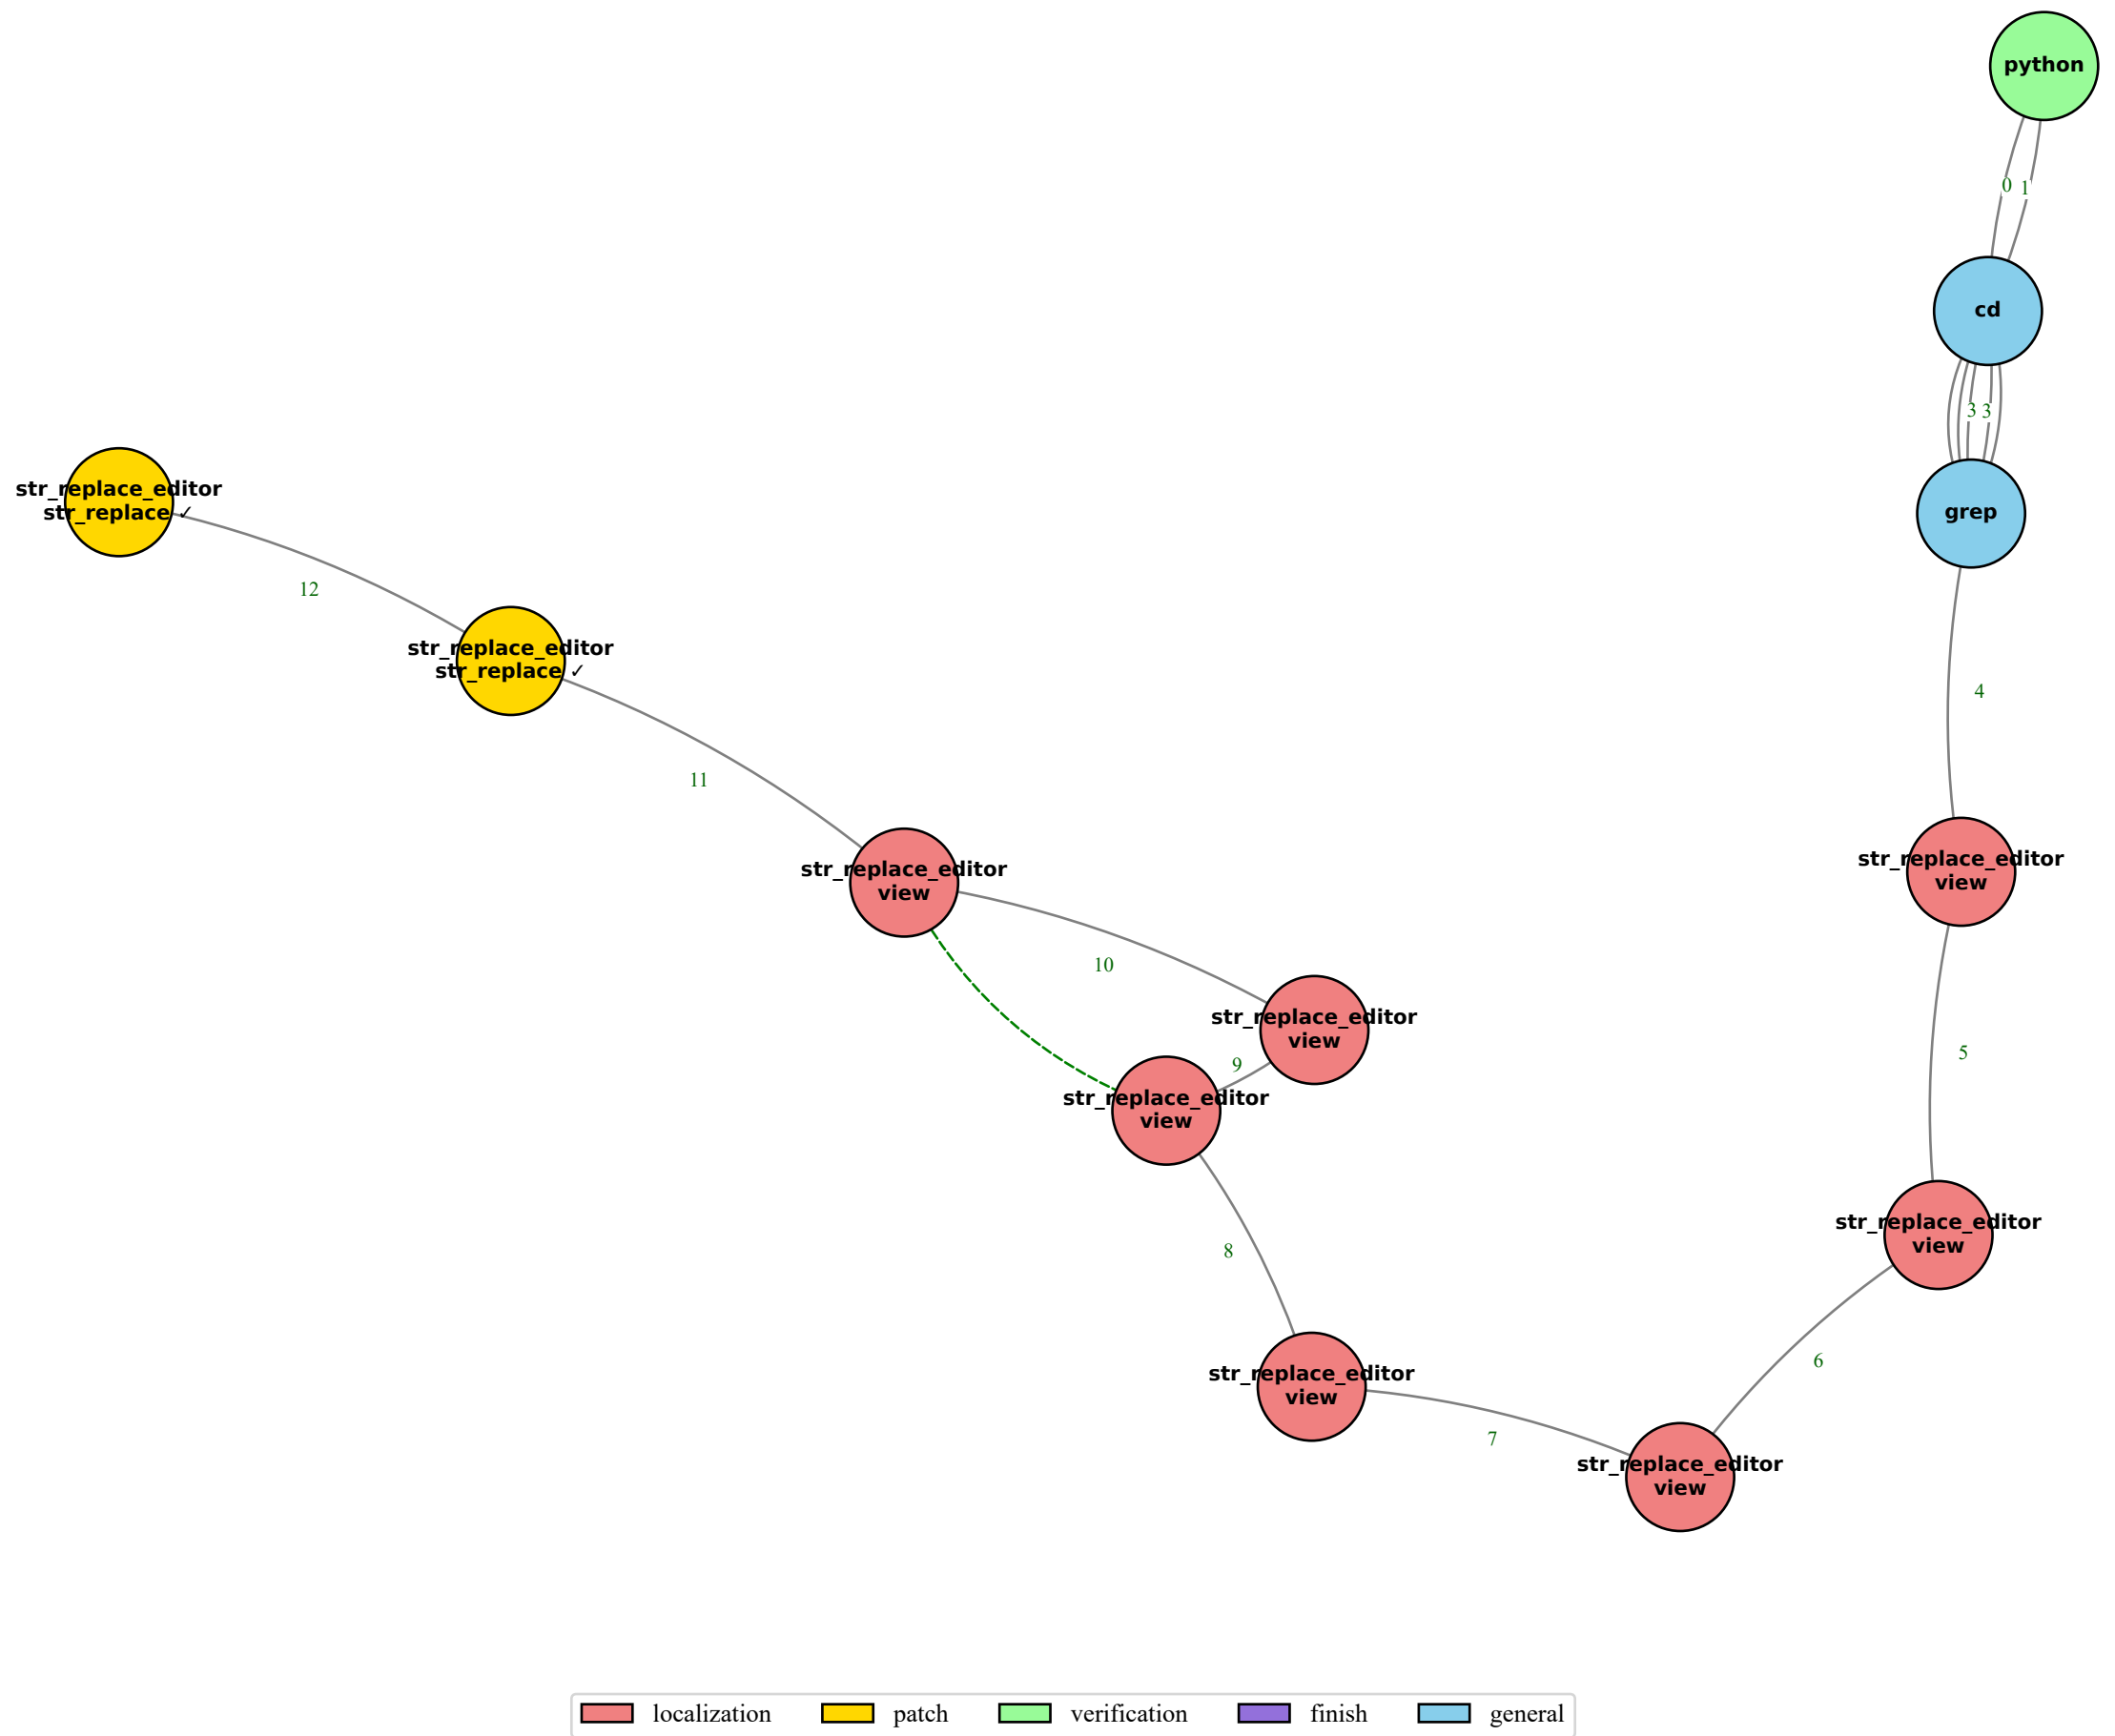 python
0 1
cd
3 3
grep
str_replace_editor
str_replace ✓
12
str_replace_editor
str_replace ✓
4
11
str_replace_editor
view
str_replace_editor
view
10
str_replace_editor
view
9
5
str_replace_editor
view
str_replace_editor
view
8
6
str_replace_editor
view
7
str_replace_editor
view
localization patch verification finish general